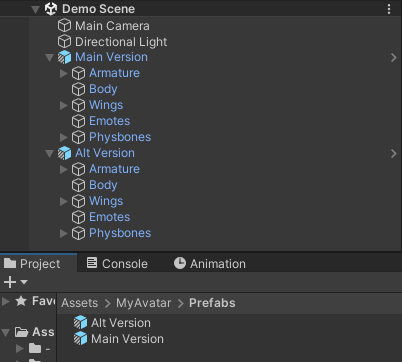 Demo Scene
Main Camera
Directional Light
Main Version
Armature
Body
Wings
Emotes
Physbones
Alt Version
Armature
Body
Wings
Emotes
Physbones
Project Console Animation
Fav
Assets > MyAvatar > Prefabs
Alt Version
Ass
Main Version
-